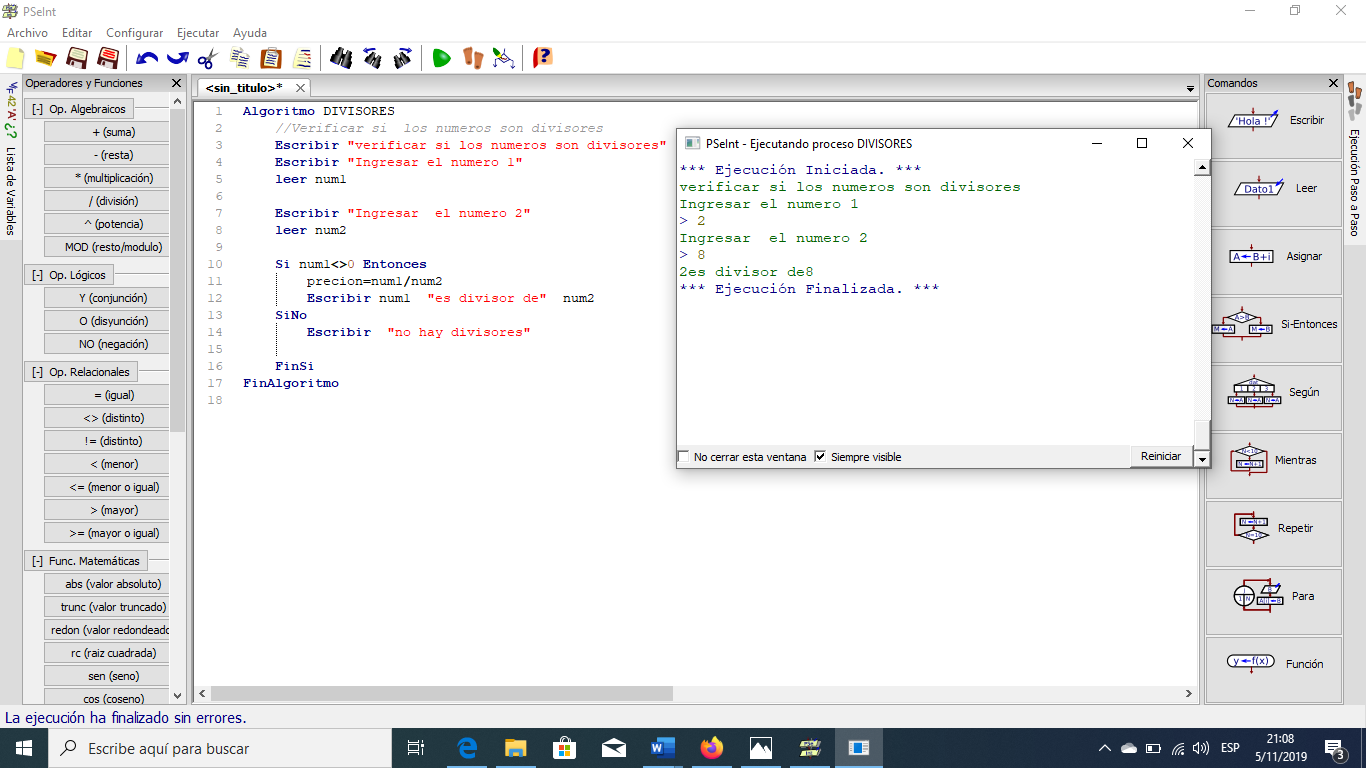 PSeInt
Archivo Editar Configurar Ejecutar Ayuda
Operadores y Funciones
[-] Op. Algebraicos
+ (suma)
- (resta)
* (multiplicación)
/ (división)
^ (potencia)
MOD (resto/modulo)
[-] Op. Lógicos
Y (conjunción)
O (disyunción)
NO (negación)
[-] Op. Relacionales
= (igual)
<> (distinto)
!= (distinto)
< (menor)
<= (menor o igual)
> (mayor)
>= (mayor o igual)
[-] Func. Matemáticas
abs (valor absoluto)
trunc (valor truncado)
redon (valor redondeado
rc (raiz cuadrada)
sen (seno)
cos (coseno)
Lista de Variables
<sin_titulo>*
1 Algoritmo DIVISORES
2 //Verificar si  los numeros son divisores
3 Escribir "verificar si los numeros son divisores"
4 Escribir "Ingresar el numero 1"
5 leer num1
6
7 Escribir "Ingresar  el numero 2"
8 leer num2
9
10 Si num1<>0 Entonces
11 precion=num1/num2
12 Escribir num1  "es divisor de"  num2
13 SiNo
14 Escribir  "no hay divisores"
15
16 FinSi
17 FinAlgoritmo
18
PSeInt - Ejecutando proceso DIVISORES
*** Ejecución Iniciada. ***
verificar si los numeros son divisores
Ingresar el numero 1
> 2
Ingresar  el numero 2
> 8
2es divisor de8
*** Ejecución Finalizada. ***
No cerrar esta ventana
Siempre visible
Reiniciar
Comandos
'Hola !' Escribir
Dato1 Leer
A←B+i Asignar
A>B
M←A M←B
Si-Entonces
1 2 3
N←A N←A N←A
Según
N<10
N←N+1
Mientras
N←N+1
N=10
Repetir
1 N
Para
y←f(x) Función
Ejecución Paso a Paso
La ejecución ha finalizado sin errores.
Escribe aquí para buscar
ESP
21:08
5/11/2019
3